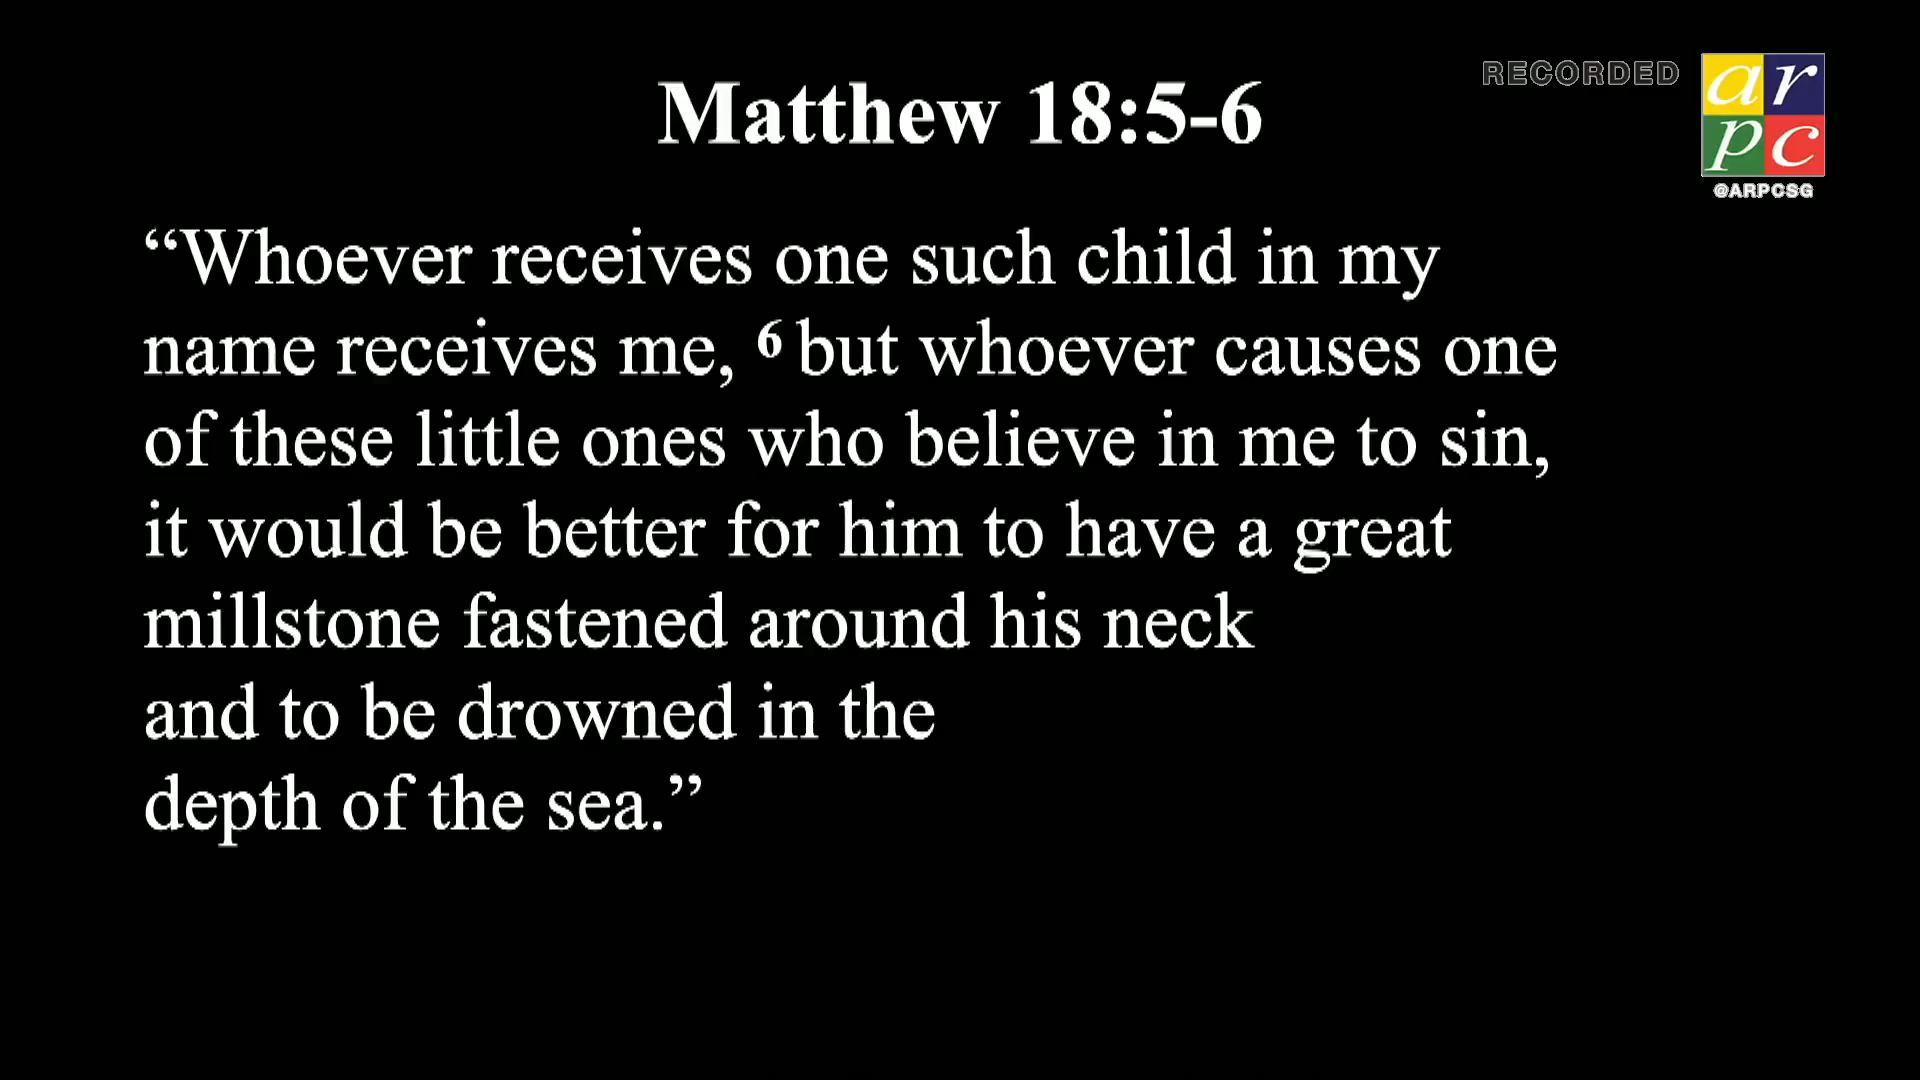 Matthew 18:5-6
RECORDED
ar
pc
@ARPCSG
“Whoever receives one such child in my
name receives me, 6 but whoever causes one
of these little ones who believe in me to sin,
it would be better for him to have a great
millstone fastened around his neck
and to be drowned in the
depth of the sea.”